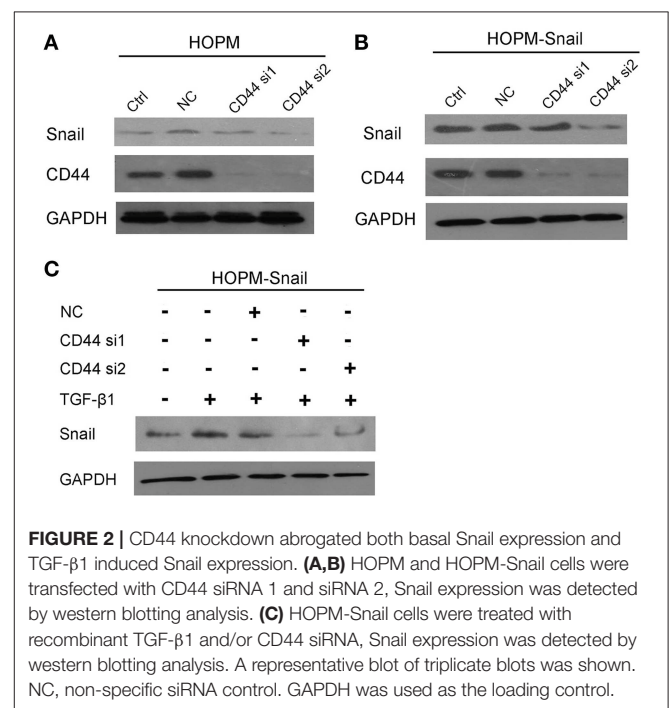 A
HOPM
Ctrl NC CD44 si1 CD44 si2
Snail
CD44
GAPDH
B
HOPM-Snail
Ctrl NC CD44 si1 CD44 si2
Snail
CD44
GAPDH
C
HOPM-Snail
NC - - + - -
CD44 si1 - - - + -
CD44 si2 - - - - +
TGF-β1 - + + + +
Snail
GAPDH
FIGURE 2 | CD44 knockdown abrogated both basal Snail expression and
TGF-β1 induced Snail expression. (A,B) HOPM and HOPM-Snail cells were
transfected with CD44 siRNA 1 and siRNA 2, Snail expression was detected
by western blotting analysis. (C) HOPM-Snail cells were treated with
recombinant TGF-β1 and/or CD44 siRNA, Snail expression was detected by
western blotting analysis. A representative blot of triplicate blots was shown.
NC, non-specific siRNA control. GAPDH was used as the loading control.